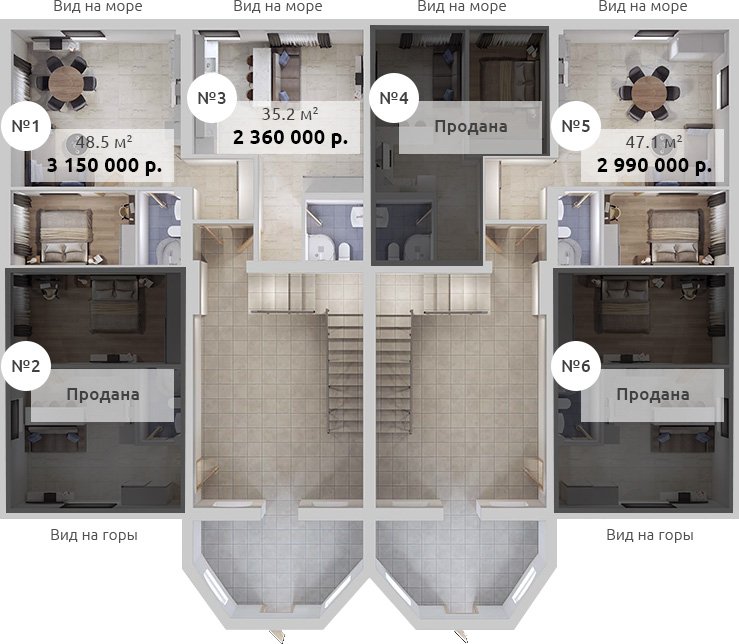 Вид на море
Вид на море
Вид на море
Вид на море
№1
48.5 м²
3 150 000 р.
№3
35.2 м²
2 360 000 р.
№4
Продана
№5
47.1 м²
2 990 000 р.
№2
Продана
№6
Продана
Вид на горы
Вид на горы